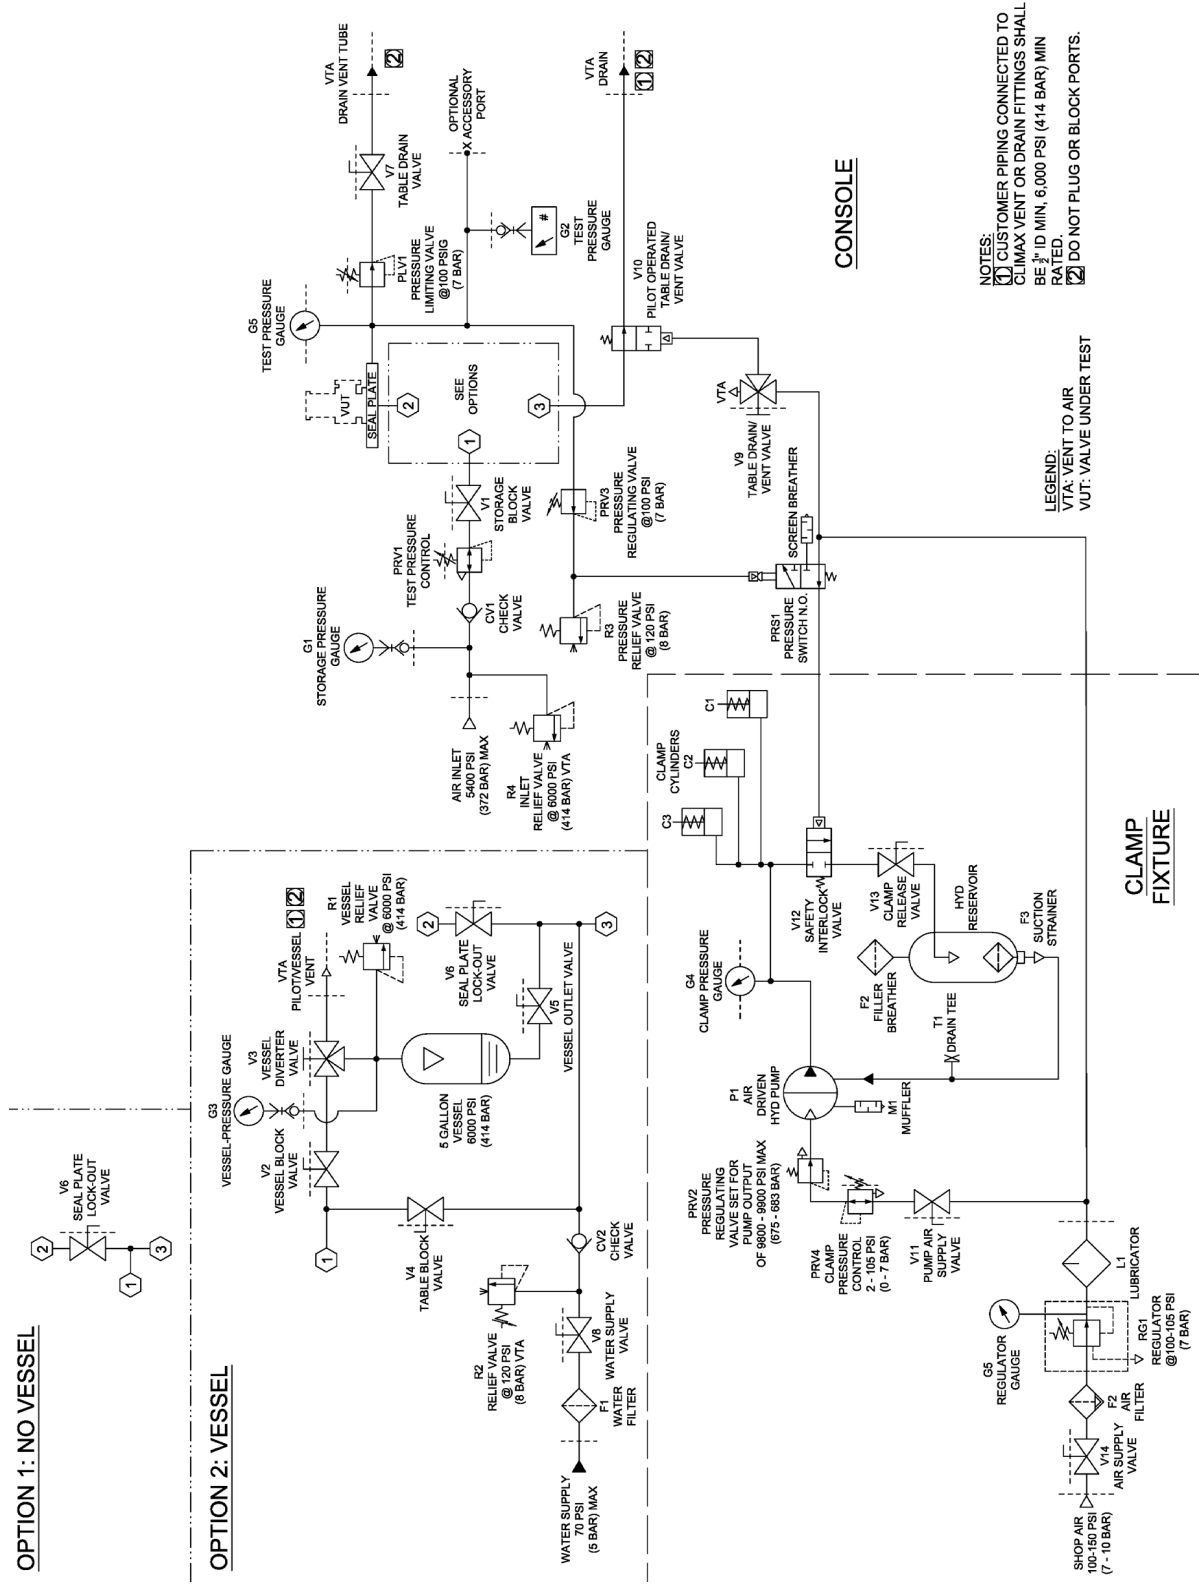 OPTION 1: NO VESSEL
2
V6
SEAL PLATE
LOCK-OUT
VALVE
1
3
OPTION 2: VESSEL
G3
VESSEL-PRESSURE GAUGE
V2
VESSEL BLOCK
VALVE
V3
VESSEL
DIVERTER
VALVE
VTA
PILOT/VESSEL
VENT
1 2
R1
VESSEL
RELIEF
VALVE
@ 6000 PSI
(414 BAR)
1
V4
TABLE BLOCK
VALVE
5 GALLON
VESSEL
6000 PSI
(414 BAR)
2
V6
SEAL PLATE
LOCK-OUT
VALVE
V5
VESSEL OUTLET VALVE
3
R2
RELIEF VALVE
@ 120 PSI
(8 BAR) VTA
CV2 CHECK
VALVE
V8
WATER SUPPLY
VALVE
F1
WATER
FILTER
WATER SUPPLY
70 PSI
(5 BAR) MAX
G1
STORAGE PRESSURE
GAUGE
AIR INLET
5400 PSI
(372 BAR) MAX
R4
INLET
RELIEF VALVE
@ 6000 PSI
(414 BAR) VTA
CV1
CHECK
VALVE
PRV1
TEST PRESSURE
CONTROL
V1
STORAGE
BLOCK
VALVE
1
SEE
OPTIONS
2
3
VUT
SEAL PLATE
G5
TEST PRESSURE
GAUGE
PLV1
PRESSURE
LIMITING VALVE
@100 PSIG
(7 BAR)
V7
TABLE DRAIN
VALVE
VTA
DRAIN VENT TUBE
2
OPTIONAL
X ACCESSORY
PORT
#
G2
TEST
PRESSURE
GAUGE
VTA
DRAIN
1 2
V10
PILOT OPERATED
TABLE DRAIN/
VENT VALVE
R3
PRESSURE
RELIEF VALVE
@ 120 PSI
(8 BAR)
PRV3
PRESSURE
REGULATING VALVE
@100 PSI
(7 BAR)
VTA
V9
TABLE DRAIN/
VENT VALVE
SCREEN BREATHER
PRS1
PRESSURE
SWITCH N.O.
CONSOLE
NOTES:
1 CUSTOMER PIPING CONNECTED TO
CLIMAX VENT OR DRAIN FITTINGS SHALL
BE 1/2" ID MIN, 6,000 PSI (414 BAR) MIN
RATED.
2 DO NOT PLUG OR BLOCK PORTS.
LEGEND:
VTA: VENT TO AIR
VUT: VALVE UNDER TEST
CLAMP
CYLINDERS
C3
C2
C1
G4
CLAMP PRESSURE
GAUGE
V12
SAFETY
INTERLOCK
VALVE
V13
CLAMP
RELEASE
VALVE
F2
FILLER
BREATHER
HYD
RESERVOIR
F3
SUCTION
STRAINER
T1
DRAIN TEE
P1 AIR
DRIVEN
HYD PUMP
M1
MUFFLER
PRV2
PRESSURE
REGULATING
VALVE SET FOR
PUMP OUTPUT
OF 9800 - 9900 PSI MAX
(675 - 683 BAR)
PRV4 CLAMP
PRESSURE
CONTROL
2 - 105 PSI
(0 - 7 BAR)
V11
PUMP AIR
SUPPLY
VALVE
CLAMP
FIXTURE
G5
REGULATOR
GAUGE
L1
LUBRICATOR
RG1
REGULATOR
@100-105 PSI
(7 BAR)
F2
AIR
FILTER
V14
AIR SUPPLY
VALVE
SHOP AIR
100-150 PSI
(7 - 10 BAR)